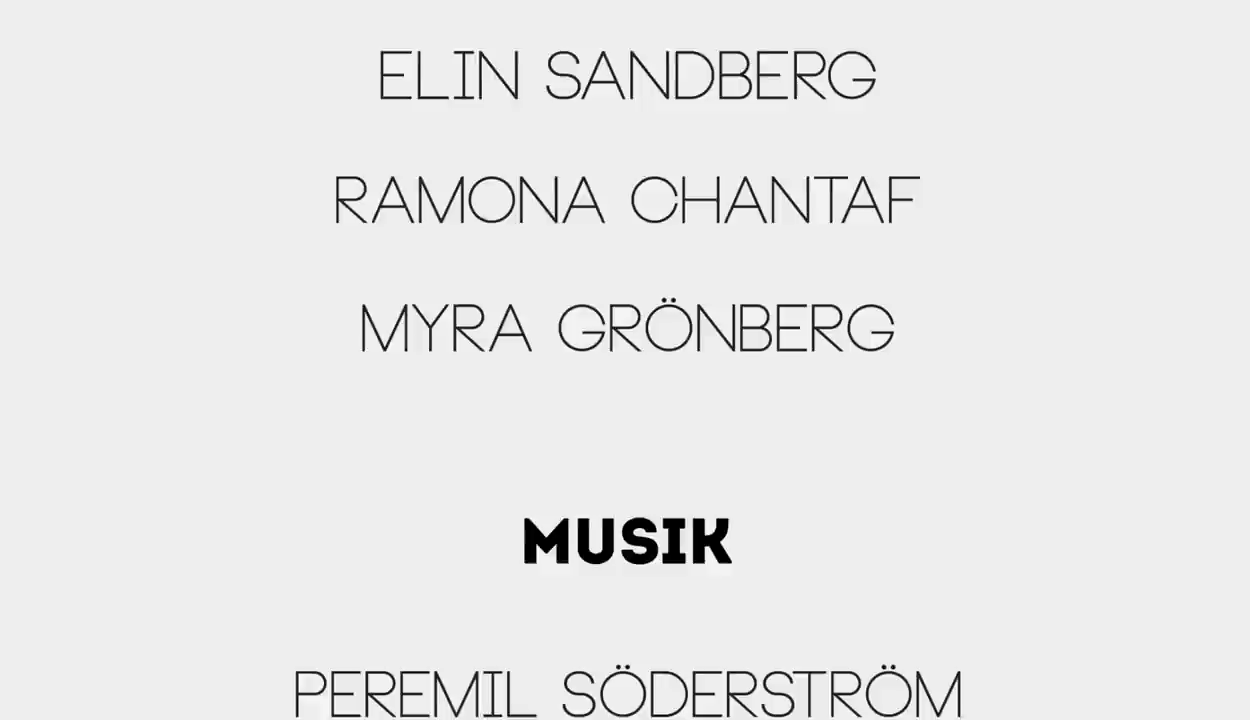 ELIN SANDBERG
RAMONA CHANTAF
MYRA GRÖNBERG
MUSIK
PEREMIL SÖDERSTRÖM